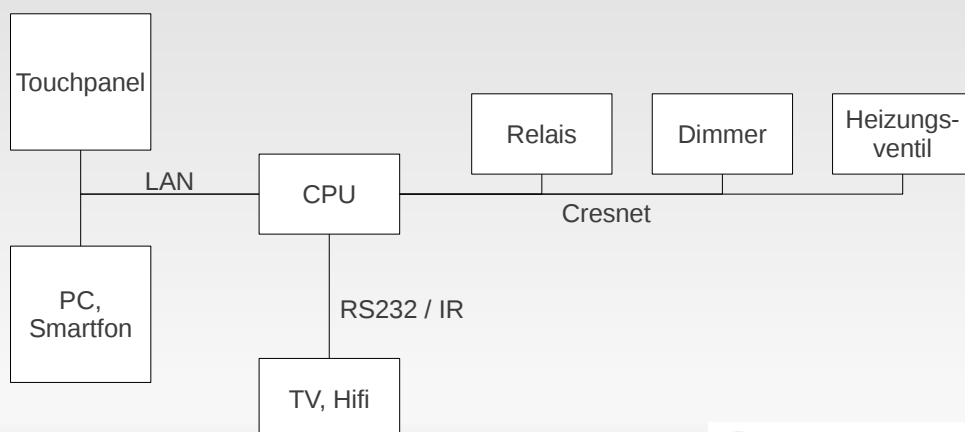 Touchpanel
Relais
Dimmer
Heizungs-
ventil
LAN
CPU
Cresnet
PC,
Smartfon
RS232 / IR
TV, Hifi